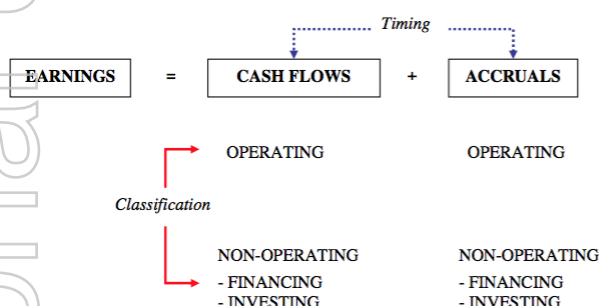 Timing
EARNINGS = CASH FLOWS + ACCRUALS
OPERATING OPERATING
Classification
NON-OPERATING NON-OPERATING
- FINANCING - FINANCING
- INVESTING - INVESTING